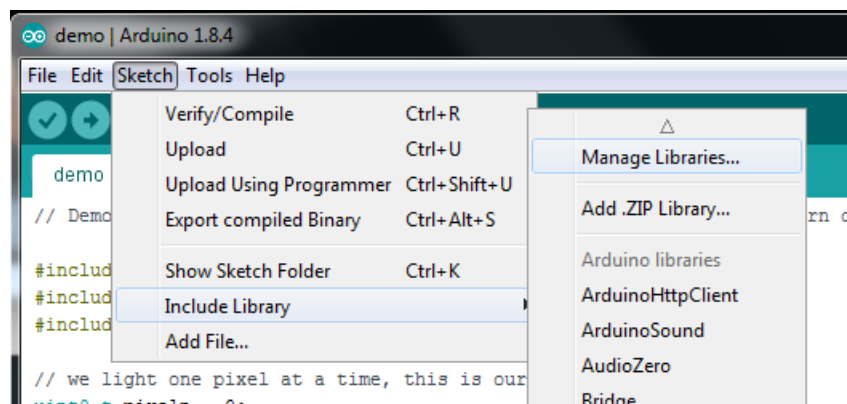 demo | Arduino 1.8.4
File Edit Sketch Tools Help
Verify/Compile Ctrl+R
Upload Ctrl+U
Upload Using Programmer Ctrl+Shift+U
Export compiled Binary Ctrl+Alt+S
Show Sketch Folder Ctrl+K
Include Library
Add File...
Manage Libraries...
Add .ZIP Library...
Arduino libraries
ArduinoHttpClient
ArduinoSound
AudioZero
Bridge
demo
// Demo
#includ
#includ
#includ
// we light one pixel at a time, this is our